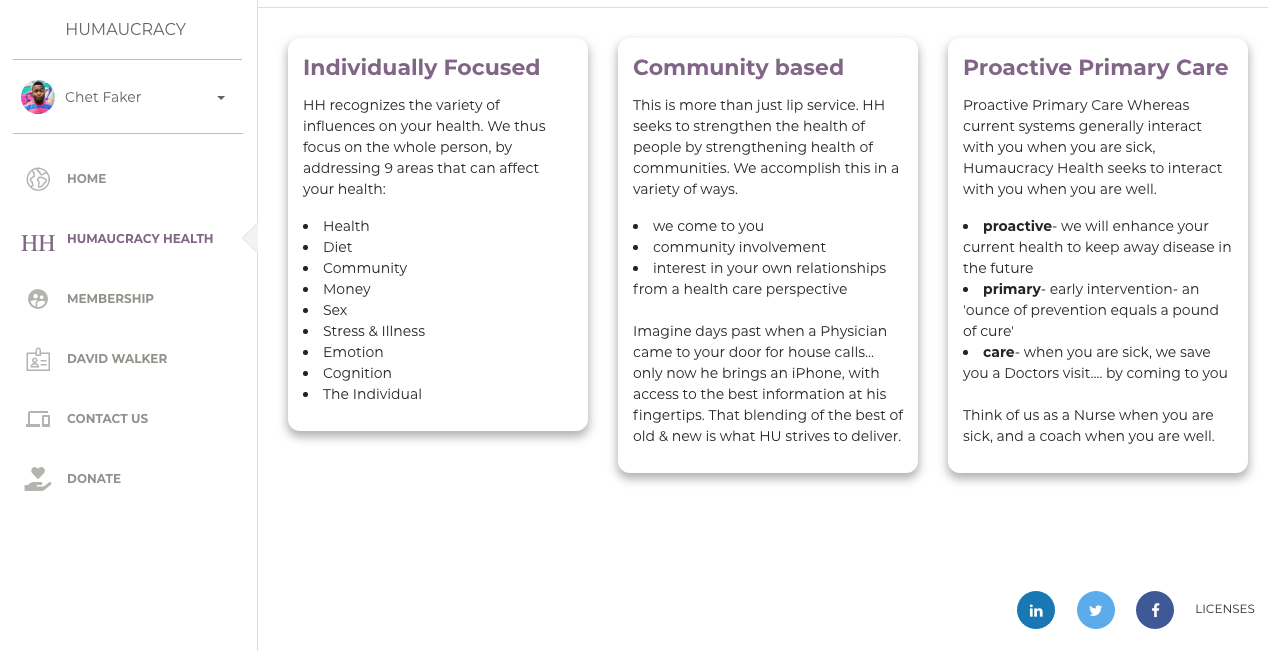 HUMAUCRACY
Chet Faker
HOME
HH HUMAUCRACY HEALTH
MEMBERSHIP
DAVID WALKER
CONTACT US
DONATE
Individually Focused
HH recognizes the variety of
influences on your health. We thus
focus on the whole person, by
addressing 9 areas that can affect
your health:
• Health
• Diet
• Community
• Money
• Sex
• Stress & Illness
• Emotion
• Cognition
• The Individual
Community based
This is more than just lip service. HH
seeks to strengthen the health of
people by strengthening health of
communities. We accomplish this in a
variety of ways.
• we come to you
• community involvement
• interest in your own relationships
from a health care perspective
Imagine days past when a Physician
came to your door for house calls...
only now he brings an iPhone, with
access to the best information at his
fingertips. That blending of the best of
old & new is what HU strives to deliver.
Proactive Primary Care
Proactive Primary Care Whereas
current systems generally interact
with you when you are sick,
Humaucracy Health seeks to interact
with you when you are well.
• proactive- we will enhance your
current health to keep away disease in
the future
• primary- early intervention- an
'ounce of prevention equals a pound
of cure'
• care- when you are sick, we save
you a Doctors visit.... by coming to you
Think of us as a Nurse when you are
sick, and a coach when you are well.
in
f
LICENSES